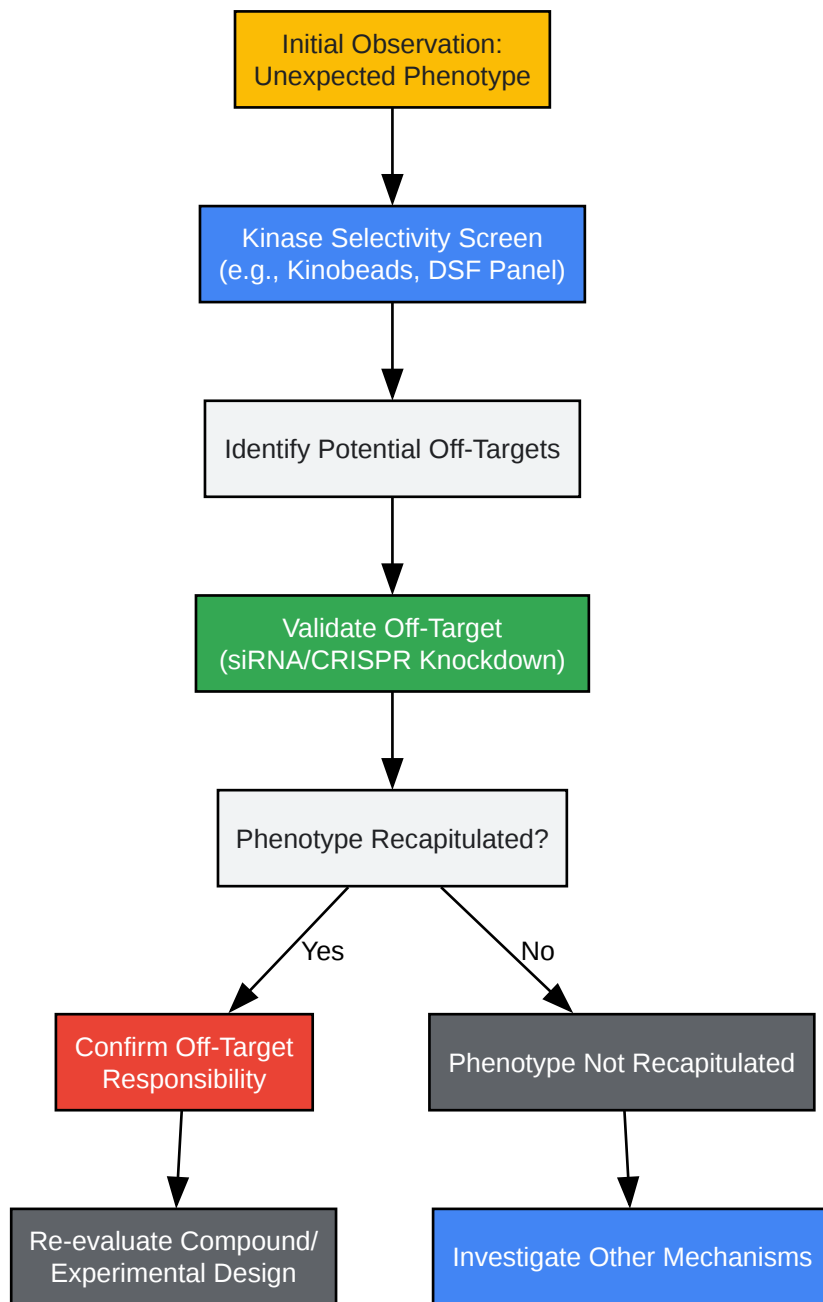 Initial Observation:
Unexpected Phenotype
Kinase Selectivity Screen
(e.g., Kinobeads, DSF Panel)
Identify Potential Off-Targets
Validate Off-Target
(siRNA/CRISPR Knockdown)
Phenotype Recapitulated?
Yes
No
Confirm Off-Target
Responsibility
Phenotype Not Recapitulated
Re-evaluate Compound/
Experimental Design
Investigate Other Mechanisms